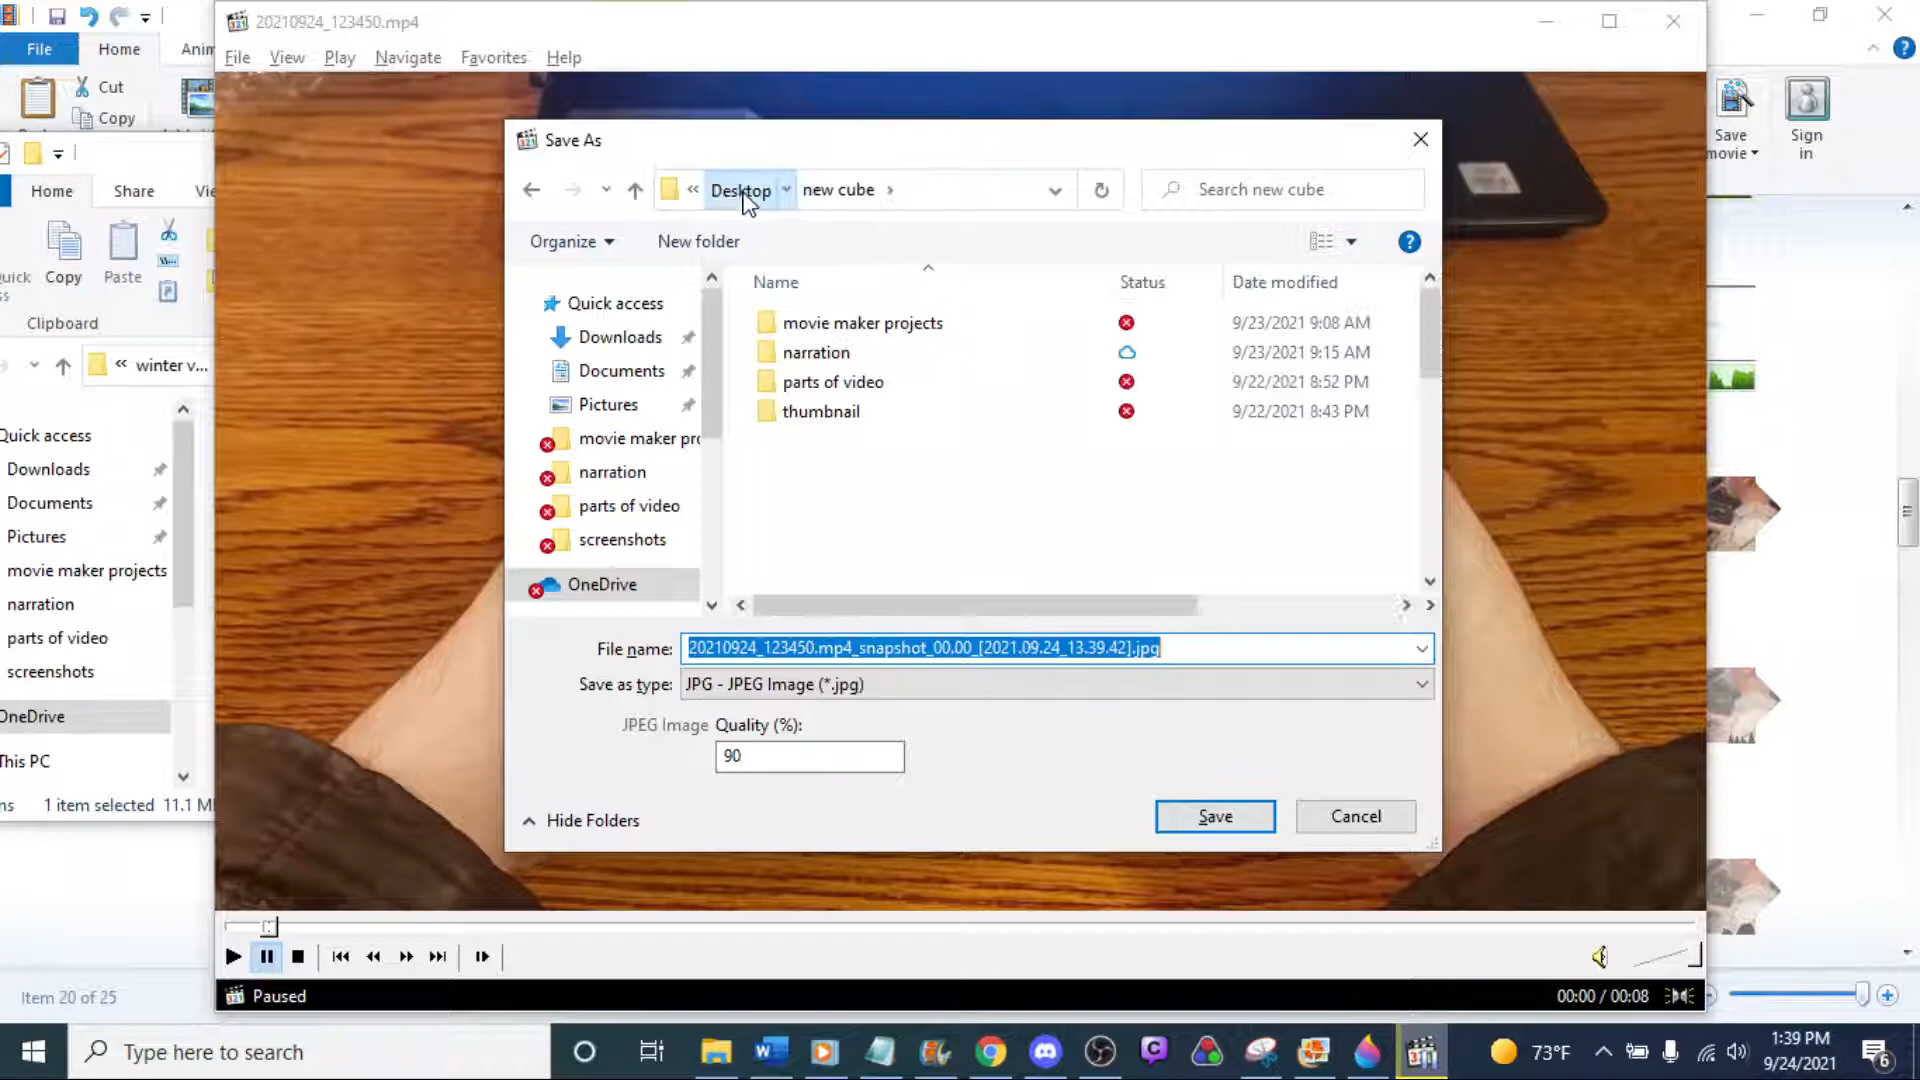 20210924_123450.mp4
File Home
File View Play Navigate Favorites Help
Cut
Copy
Save movie
Sign in
Home Share
Copy Paste
Clipboard
winter v...
Quick access
Downloads
Documents
Pictures
movie maker projects
narration
parts of video
screenshots
OneDrive
This PC
1 item selected 11.1 M
Save As
Desktop new cube
Search new cube
Organize New folder
Quick access
Downloads
Documents
Pictures
movie maker pro
narration
parts of video
screenshots
OneDrive
Name Status Date modified
movie maker projects 9/23/2021 9:08 AM
narration 9/23/2021 9:15 AM
parts of video 9/22/2021 8:52 PM
thumbnail 9/22/2021 8:43 PM
File name: 20210924_123450.mp4_snapshot_00.00_[2021.09.24_13.39.42].jpg
Save as type: JPG - JPEG Image (*.jpg)
JPEG Image Quality (%):
90
Hide Folders
Save Cancel
Item 20 of 25
Paused
00:00 / 00:08
Type here to search
73°F
1:39 PM
9/24/2021
6